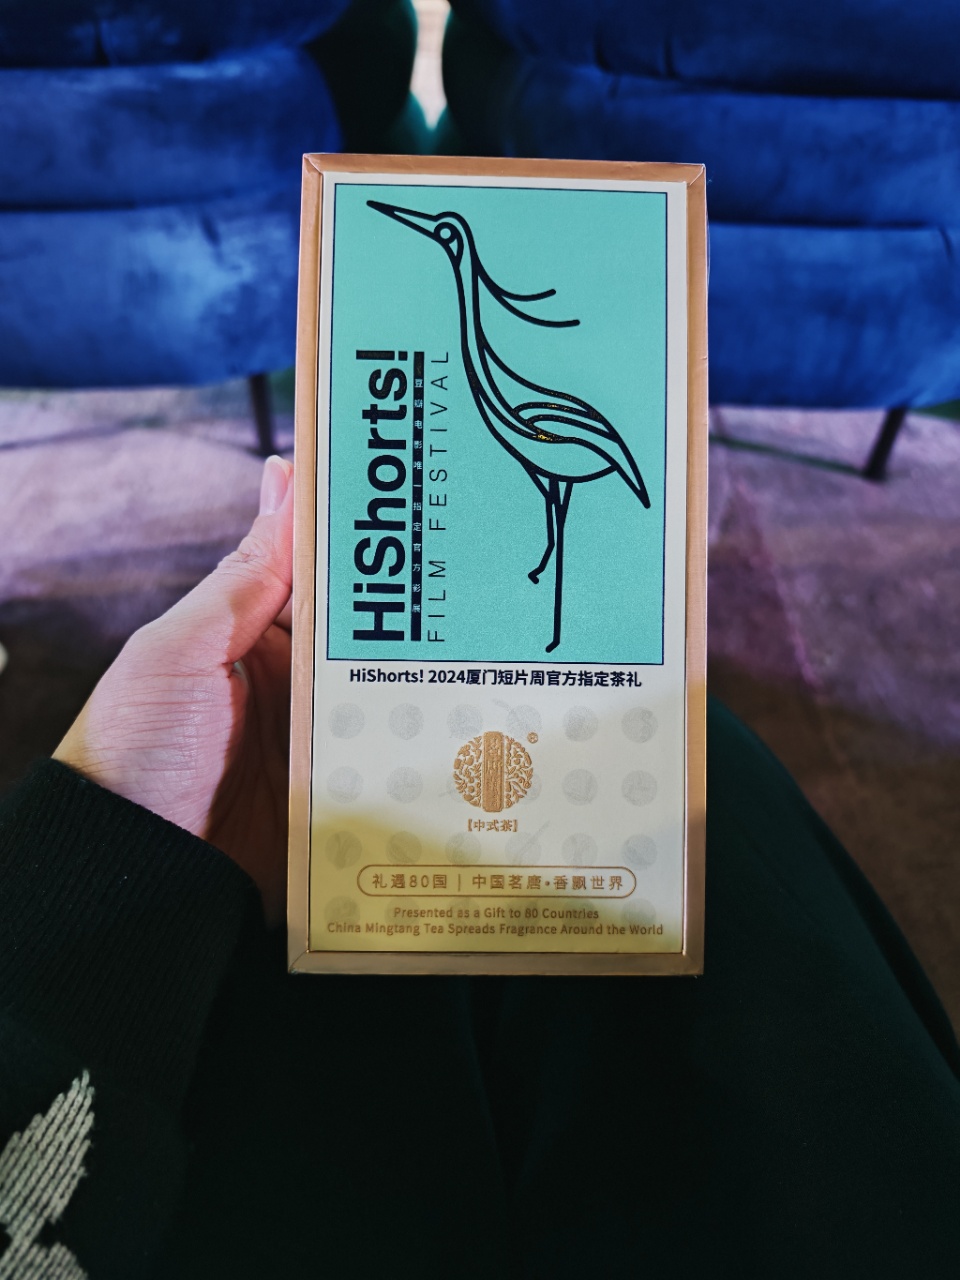 HiShorts!
豆瓣电影唯一指定官方影展
FILM FESTIVAL
HiShorts! 2024厦门短片周官方指定茶礼
【中式茶】
礼遇80国 | 中国茗唐·香飘世界
Presented as a Gift to 80 Countries
China Mingtang Tea Spreads Fragrance Around the World